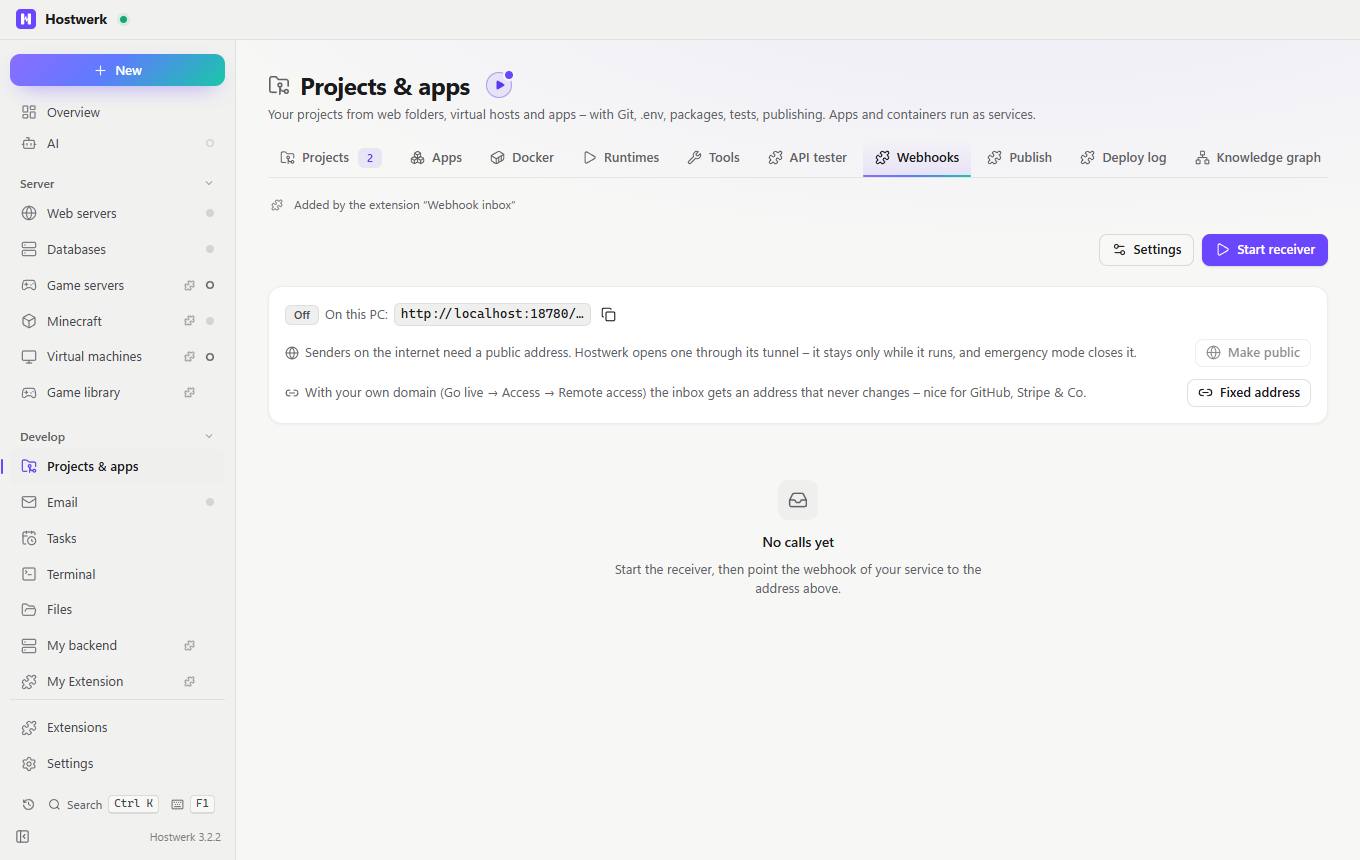 Hostwerk
New
Overview
AI
Server
Web servers
Databases
Game servers
Minecraft
Virtual machines
Game library
Develop
Projects & apps
Email
Tasks
Terminal
Files
My backend
My Extension
Extensions
Settings
Search Ctrl K F1
Hostwerk 3.2.2
Projects & apps
Your projects from web folders, virtual hosts and apps – with Git, .env, packages, tests, publishing. Apps and containers run as services.
Projects 2 Apps Docker Runtimes Tools API tester Webhooks Publish Deploy log Knowledge graph
Added by the extension “Webhook inbox”
Settings Start receiver
Off On this PC: http://localhost:18780/…
Senders on the internet need a public address. Hostwerk opens one through its tunnel – it stays only while it runs, and emergency mode closes it. Make public
With your own domain (Go live → Access → Remote access) the inbox gets an address that never changes – nice for GitHub, Stripe & Co. Fixed address
No calls yet
Start the receiver, then point the webhook of your service to the
address above.